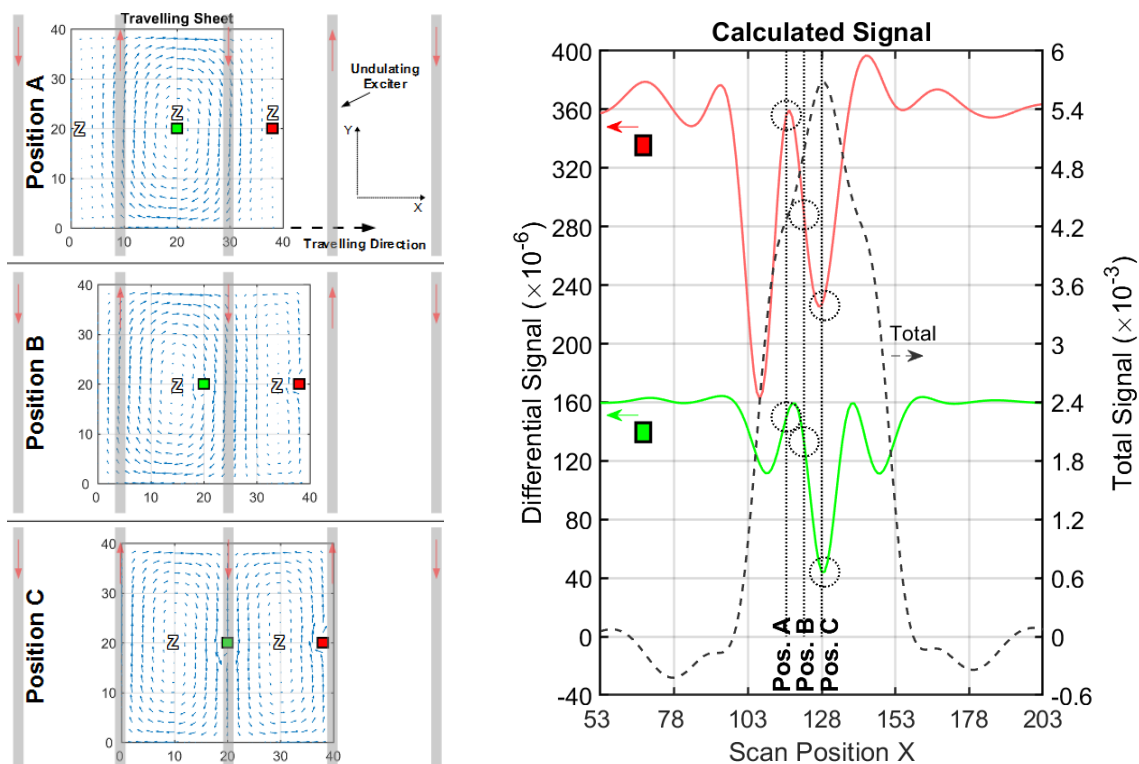 Travelling Sheet
Position A
40
30
20
10
0
0
10
20
30
40
Z
Z
Z
Undulating
Exciter
Y
X
Travelling
Direction
Position B
40
30
20
10
0
0
10
20
30
40
Z
Z
Position C
40
30
20
10
0
0
10
20
30
40
Z
Z
Calculated Signal
Differential Signal (×10⁻⁶)
400
360
320
280
240
200
160
120
80
40
0
-40
Total Signal (×10⁻³)
6
5.4
4.8
4.2
3.6
3
2.4
1.8
1.2
0.6
0
-0.6
Total
Pos. A
Pos. B
Pos. C
53
78
103
128
153
178
203
Scan Position X